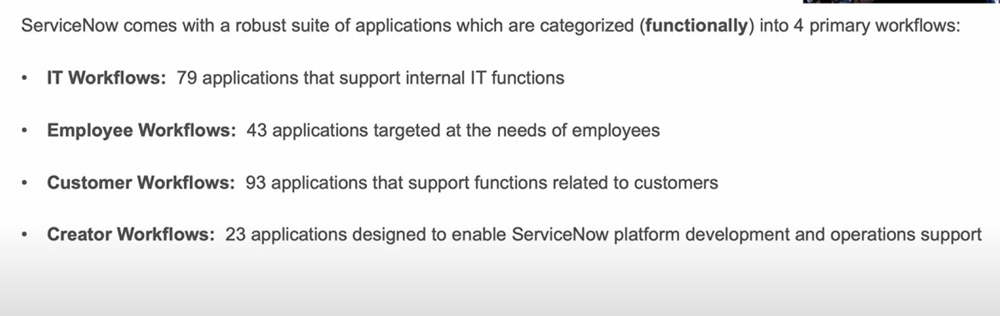 ServiceNow comes with a robust suite of applications which are categorized (functionally) into 4 primary workflows:
• IT Workflows: 79 applications that support internal IT functions
• Employee Workflows: 43 applications targeted at the needs of employees
• Customer Workflows: 93 applications that support functions related to customers
• Creator Workflows: 23 applications designed to enable ServiceNow platform development and operations support